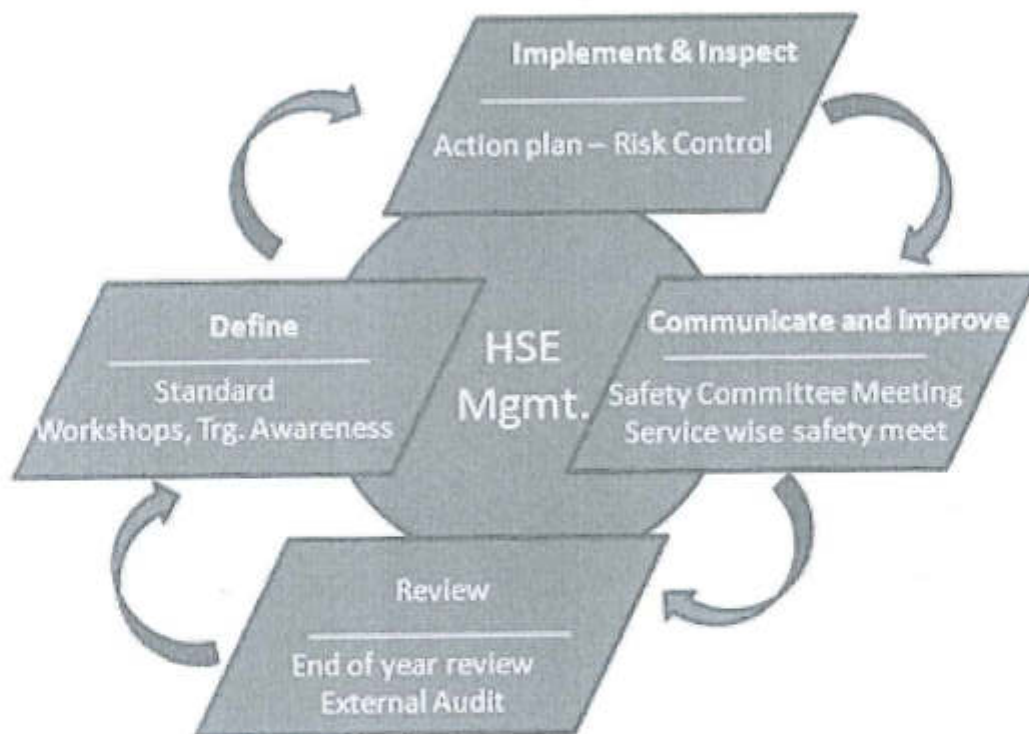 Implement & Inspect
Action plan – Risk Control
Define
Standard
Workshops, Trg. Awareness
HSE
Mgmt.
Communicate and improve
Safety Committee Meeting
Service wise safety meet
Review
End of year review
External Audit